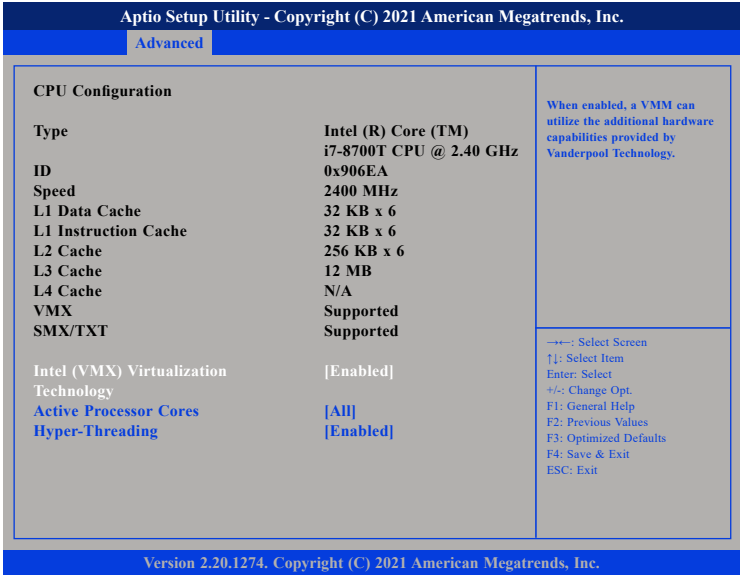 Aptio Setup Utility - Copyright (C) 2021 American Megatrends, Inc.
Advanced
CPU Configuration
Type Intel (R) Core (TM)
i7-8700T CPU @ 2.40 GHz
ID 0x906EA
Speed 2400 MHz
L1 Data Cache 32 KB x 6
L1 Instruction Cache 32 KB x 6
L2 Cache 256 KB x 6
L3 Cache 12 MB
L4 Cache N/A
VMX Supported
SMX/TXT Supported
Intel (VMX) Virtualization [Enabled]
Technology
Active Processor Cores [All]
Hyper-Threading [Enabled]
When enabled, a VMM can
utilize the additional hardware
capabilities provided by
Vanderpool Technology.
→←: Select Screen
↑↓: Select Item
Enter: Select
+/-: Change Opt.
F1: General Help
F2: Previous Values
F3: Optimized Defaults
F4: Save & Exit
ESC: Exit
Version 2.20.1274. Copyright (C) 2021 American Megatrends, Inc.